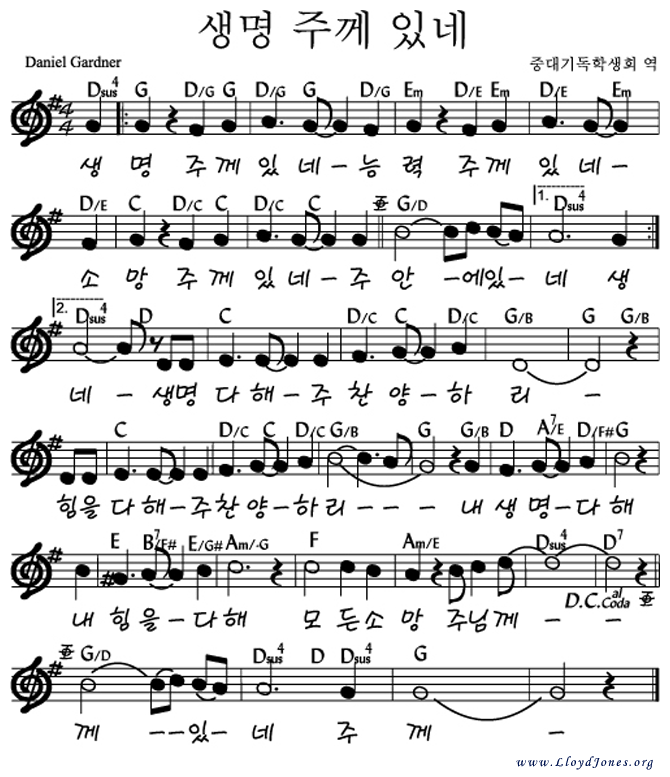 생명 주께 있네
Daniel Gardner 중대기독학생회 역
Dsus4 G D/G G D/G G Em D/E Em
생 명 주 께 있 네 - 능 력 주 께 있 네 -
D/E C D/C C D/C C G/D 1. Dsus4
소 망 주 께 있 네 - 주 안 - 에있 - 네 생
2. Dsus4 D C D/C C D/C G/B G G/B
네 - 생명 다 해 - 주 찬 양 - 하 리 -
C D/C C D/C G/B G G/B D A7/E D/F# G
힘을 다 해 - 주 찬 양 - 하 리 - - - 내 생 명 - 다 해
E B7/F# E/G# Am/-G F Am/E Dsus4 D7
내 힘 을 - 다 해 모 든 소 망 주 님 께 - -
D.C. al Coda
G/D Dsus4 D Dsus4 G
께 - - 있 - 네 주 께 -
www.LloydJones.org